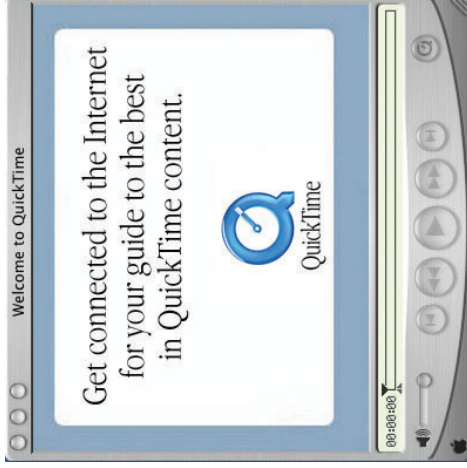 Welcome to QuickTime
Get connected to the Internet
for your guide to the best
in QuickTime content.
QuickTime
00:00:00